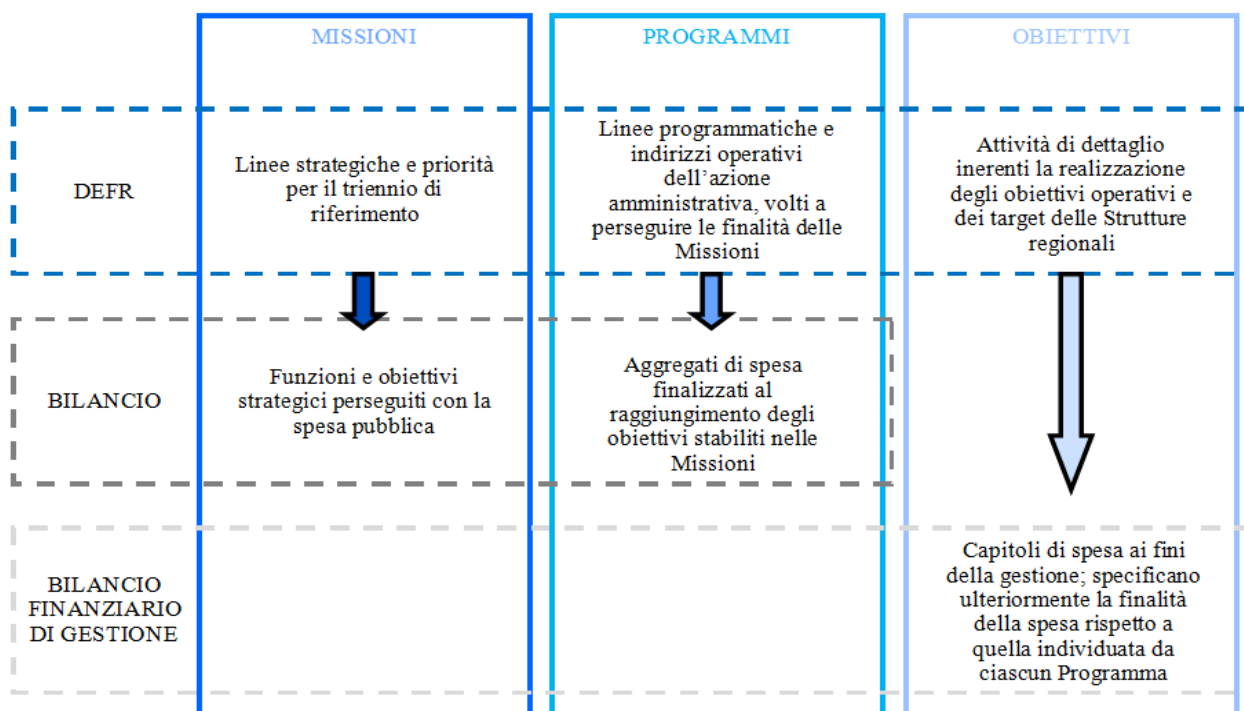 MISSIONI
PROGRAMMI
OBIETTIVI
DEFR
Linee strategiche e priorità
per il triennio di
riferimento
Linee programmatiche e
indirizzi operativi
dell’azione
amministrativa, volti a
perseguire le finalità delle
Missioni
Attività di dettaglio
inerenti la realizzazione
degli obiettivi operativi e
dei target delle Strutture
regionali
BILANCIO
Funzioni e obiettivi
strategici perseguiti con la
spesa pubblica
Aggregati di spesa
finalizzati al
raggiungimento degli
obiettivi stabiliti nelle
Missioni
BILANCIO
FINANZIARIO
DI GESTIONE
Capitoli di spesa ai fini
della gestione; specificano
ulteriormente la finalità
della spesa rispetto a
quella individuata da
ciascun Programma